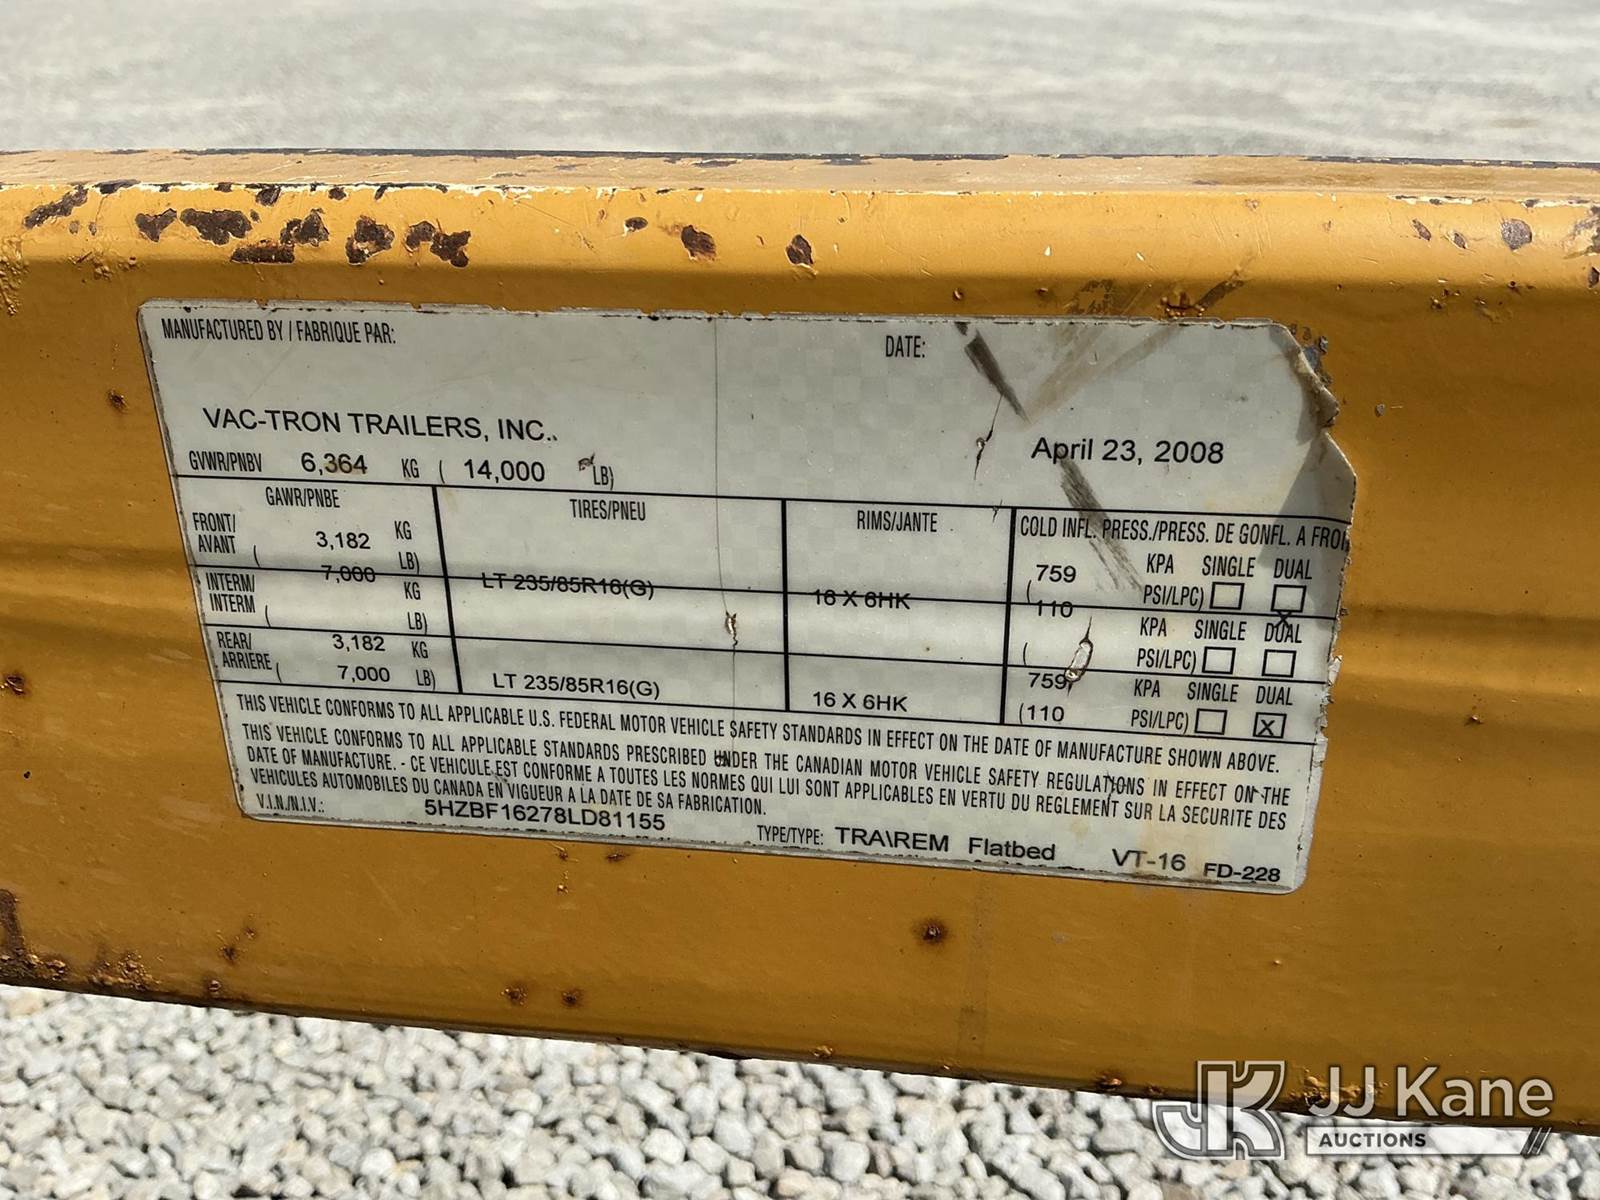 MANUFACTURED BY / FABRIQUE PAR:
DATE:
VAC-TRON TRAILERS, INC..
April 23, 2008
GVWR/PNBV 6,364 KG ( 14,000 LB)
GAWR/PNBE TIRES/PNEU RIMS/JANTE COLD INFL. PRESS./PRESS. DE GONFL. A FROI
FRONT/ AVANT 3,182 KG 759 KPA SINGLE DUAL
( 7,000 LB) LT 235/85R16(G) 16 X 6HK ( 110 PSI/LPC) X
INTERM/ INTERM KG KPA SINGLE DUAL
( LB) ( PSI/LPC)
REAR/ ARRIERE 3,182 KG 759 KPA SINGLE DUAL
( 7,000 LB) LT 235/85R16(G) 16 X 6HK (110 PSI/LPC) X
THIS VEHICLE CONFORMS TO ALL APPLICABLE U.S. FEDERAL MOTOR VEHICLE SAFETY STANDARDS IN EFFECT ON THE DATE OF MANUFACTURE SHOWN ABOVE.
THIS VEHICLE CONFORMS TO ALL APPLICABLE STANDARDS PRESCRIBED UNDER THE CANADIAN MOTOR VEHICLE SAFETY REGULATIONS IN EFFECT ON THE
DATE OF MANUFACTURE. - CE VEHICULE EST CONFORME A TOUTES LES NORMES QUI LUI SONT APPLICABLES EN VERTU DU REGLEMENT SUR LA SECURITE DES
VEHICULES AUTOMOBILES DU CANADA EN VIGUEUR A LA DATE DE SA FABRICATION.
V.I.N./N.I.V.: 5HZBF16278LD81155 TYPE/TYPE: TRA\REM Flatbed VT-16 FD-228
JK JJ Kane
AUCTIONS